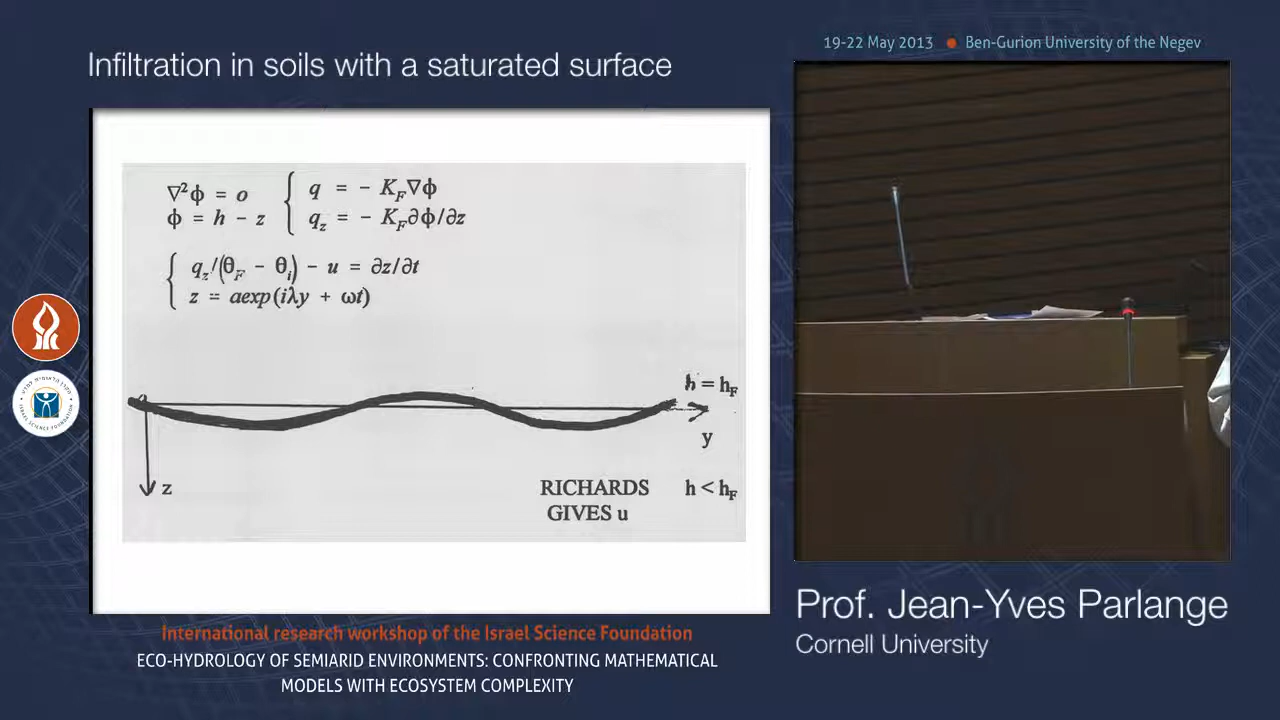 19-22 May 2013 ● Ben-Gurion University of the Negev
Infiltration in soils with a saturated surface
∇²ϕ = o
ϕ = h − z
q = − K_F∇ϕ
q_z = − K_F∂ϕ/∂z
q_z/(θ_F − θ_i) − u = ∂z/∂t
z = aexp(iλy + ωt)
h = h_F
y
z
RICHARDS h < h_F
GIVES u
Prof. Jean-Yves Parlange
Cornell University
International research workshop of the Israel Science Foundation
ECO-HYDROLOGY OF SEMIARID ENVIRONMENTS: CONFRONTING MATHEMATICAL
MODELS WITH ECOSYSTEM COMPLEXITY